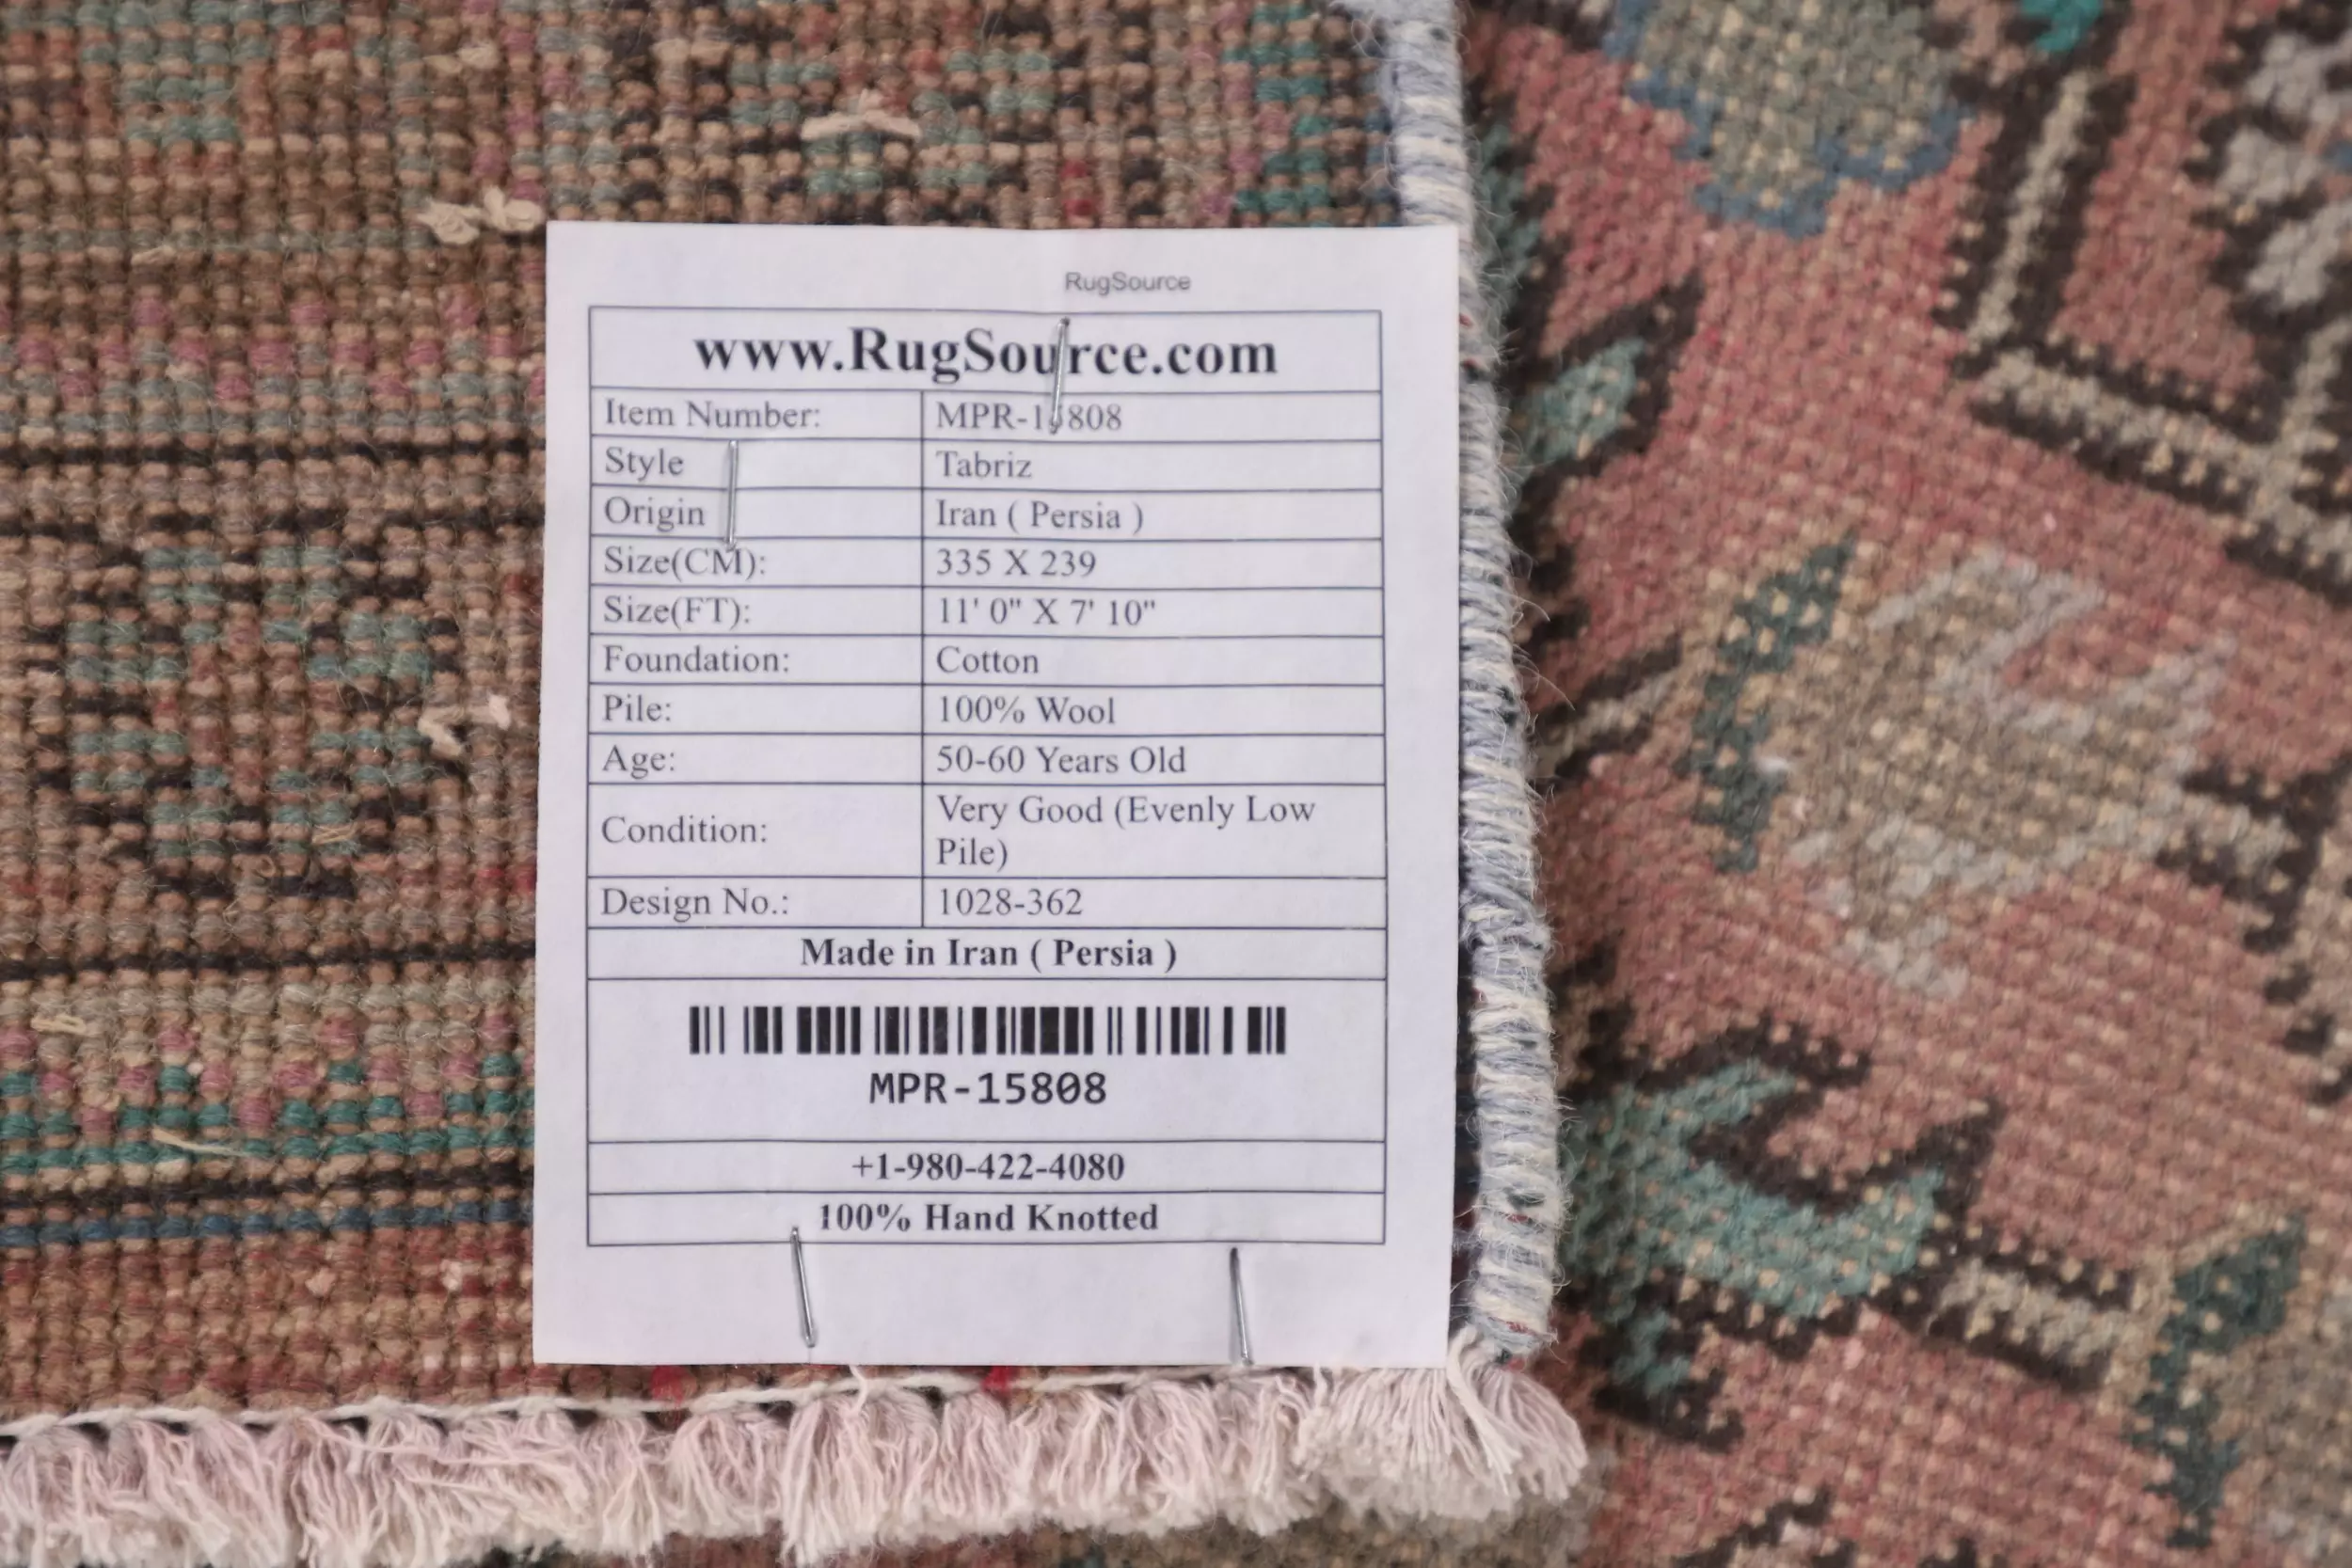 RugSource
www.RugSource.com
Item Number: MPR-15808
Style Tabriz
Origin Iran ( Persia )
Size(CM): 335 X 239
Size(FT): 11' 0" X 7' 10"
Foundation: Cotton
Pile: 100% Wool
Age: 50-60 Years Old
Condition: Very Good (Evenly Low
Pile)
Design No.: 1028-362
Made in Iran ( Persia )
MPR-15808
+1-980-422-4080
100% Hand Knotted